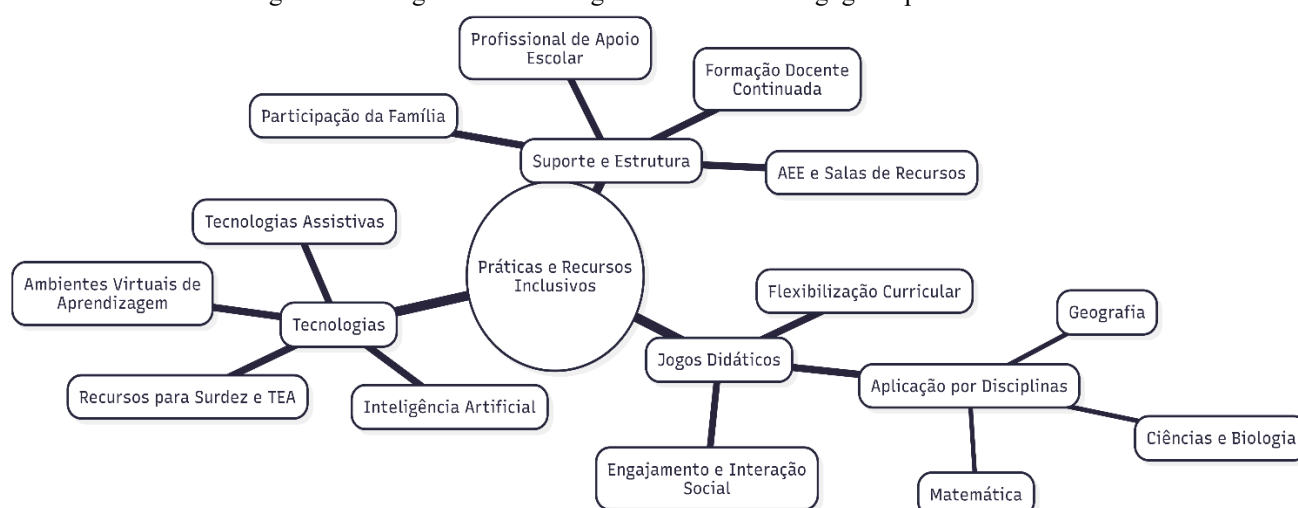 Profissional de Apoio
Escolar
Formação Docente
Continuada
Participação da Família
Suporte e Estrutura
AEE e Salas de Recursos
Tecnologias Assistivas
Práticas e Recursos
Inclusivos
Ambientes Virtuais de
Aprendizagem
Tecnologias
Recursos para Surdez e TEA
Inteligência Artificial
Flexibilização Curricular
Geografia
Jogos Didáticos
Aplicação por Disciplinas
Ciências e Biologia
Engajamento e Interação
Social
Matemática